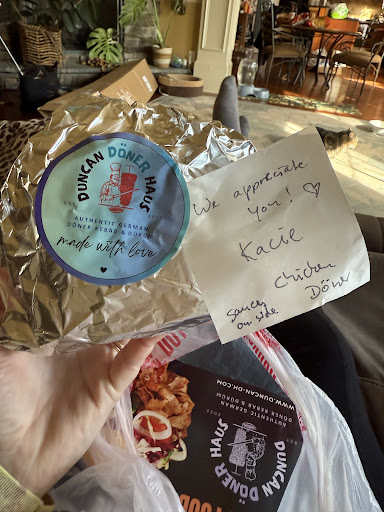 DUNCAN DÖNER HAUS
AUTHENTIC GERMAN
DÖNER KEBAB & DÜRÜM
made with love
We appreciate
you!
Kacie
Chicken
Döner
Sauces
on side
WWW.DUNCAN-DH.COM
DÖNER KEBAB & DÜRÜM
AUTHENTIC GERMAN
DUNCAN DÖNER HAUS